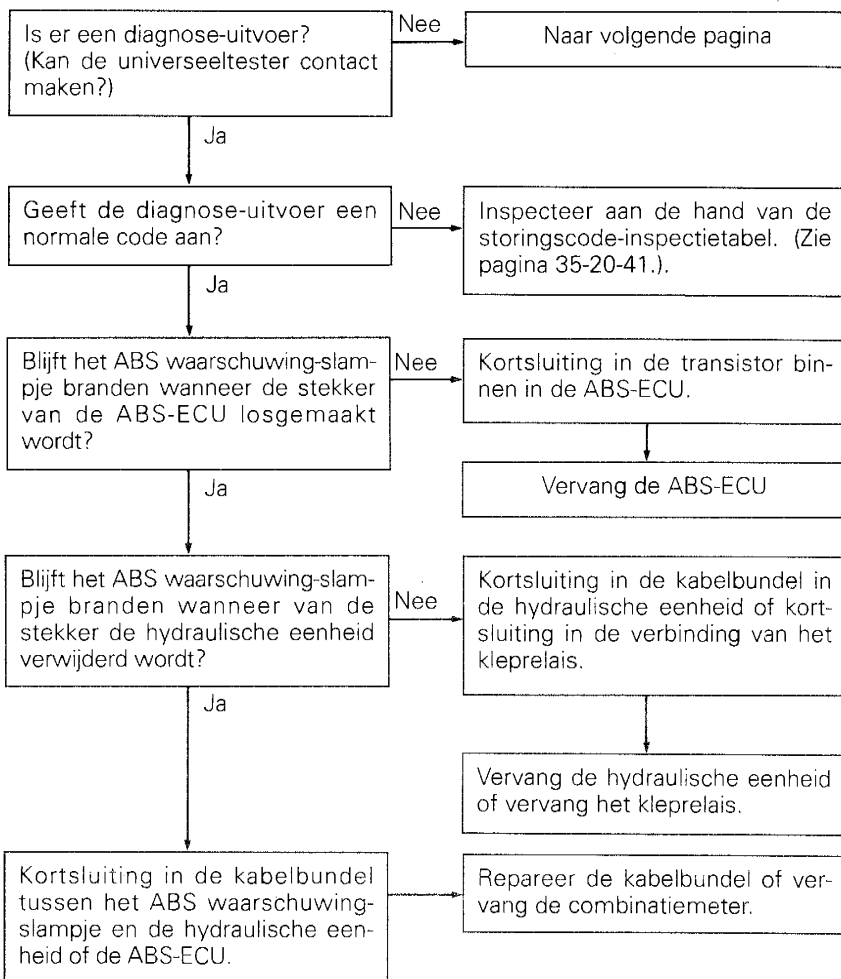 Is er een diagnose-uitvoer?
(Kan de universeeltester contact
maken?)
Nee
Naar volgende pagina
Ja
Geeft de diagnose-uitvoer een
normale code aan?
Nee
Inspecteer aan de hand van de
storingscode-inspectietabel. (Zie
pagina 35-20-41.).
Ja
Blijft het ABS waarschuwing-slam-
pje branden wanneer de stekker
van de ABS-ECU losgemaakt
wordt?
Nee
Kortsluiting in de transistor bin-
nen in de ABS-ECU.
Vervang de ABS-ECU
Ja
Blijft het ABS waarschuwing-slam-
pje branden wanneer van de
stekker de hydraulische eenheid
verwijderd wordt?
Nee
Kortsluiting in de kabelbundel in
de hydraulische eenheid of kort-
sluiting in de verbinding van het
kleprelais.
Vervang de hydraulische eenheid
of vervang het kleprelais.
Ja
Kortsluiting in de kabelbundel
tussen het ABS waarschuwing-
slampje en de hydraulische een-
heid of de ABS-ECU.
Repareer de kabelbundel of ver-
vang de combinatiemeter.